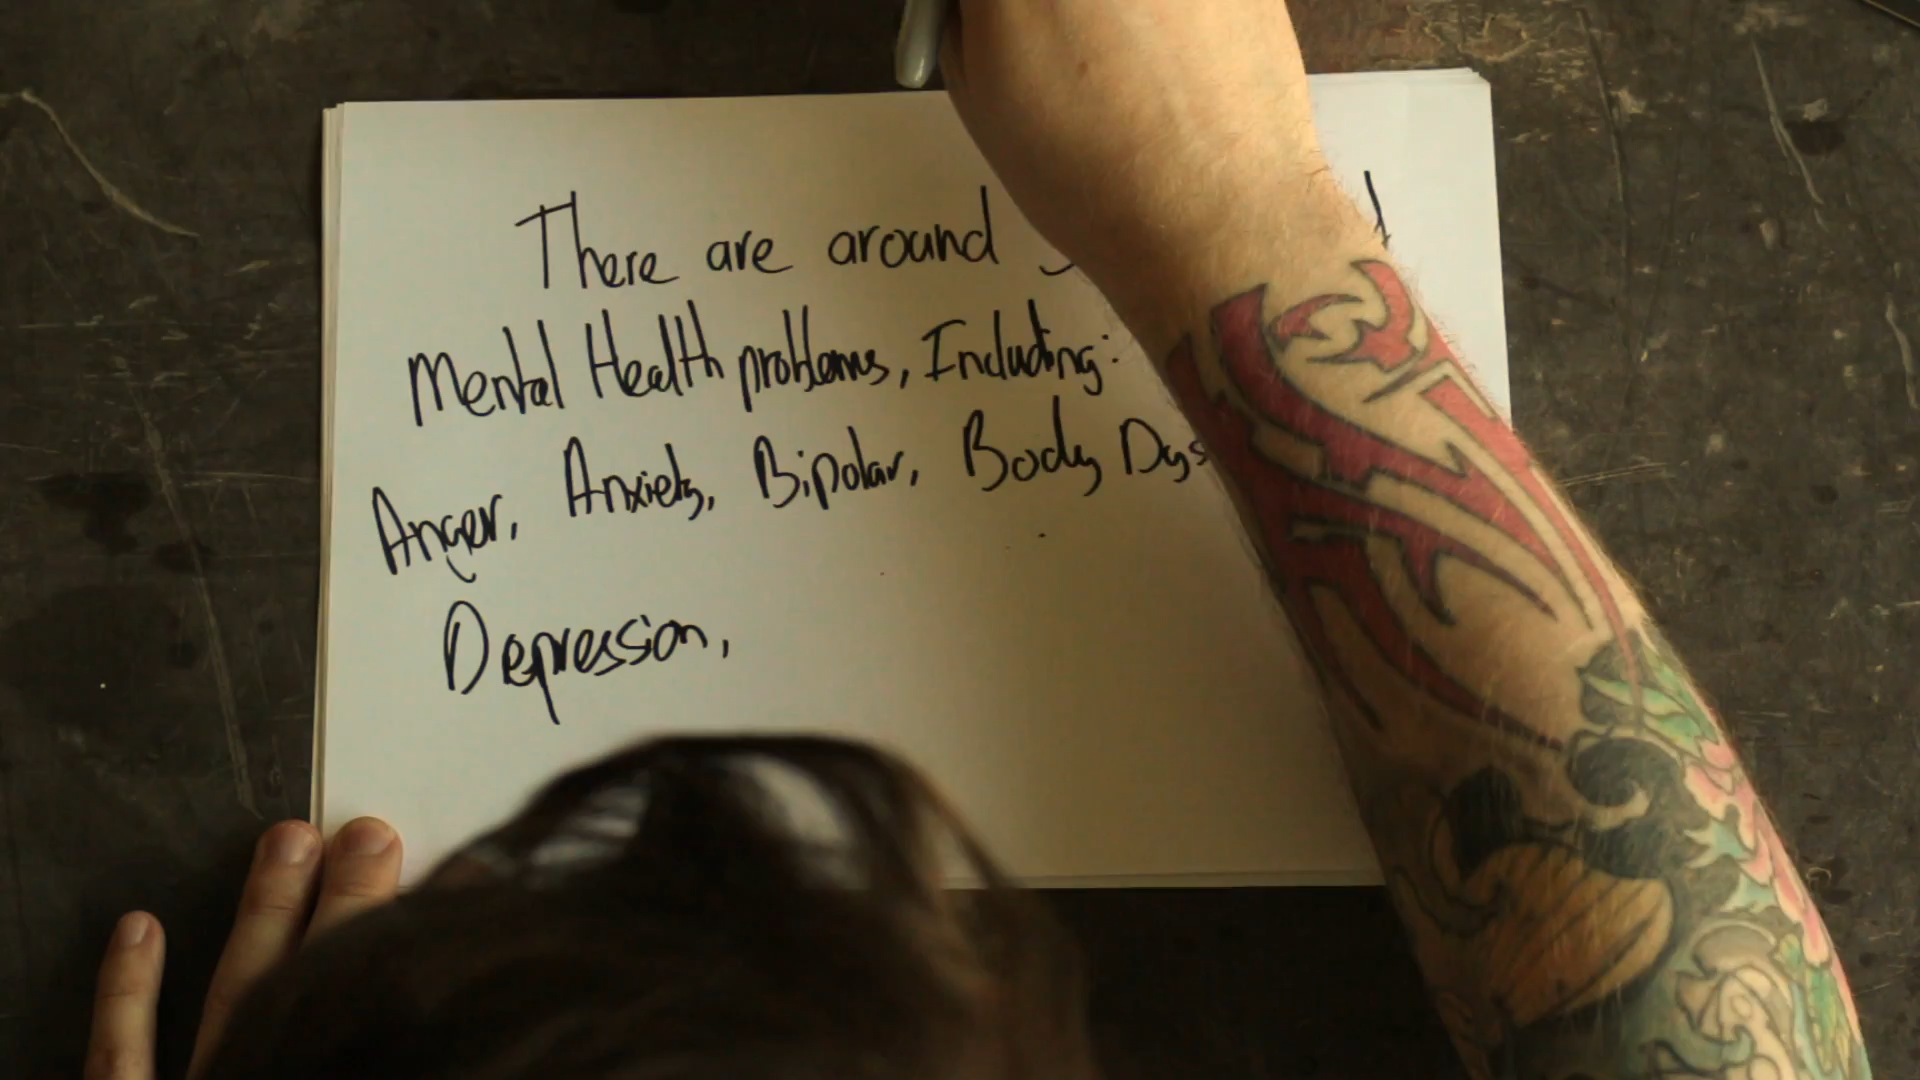 There are around
Mental Health problems, Including:
Anger, Anxiety, Bipolar, Body Dys
Depression,